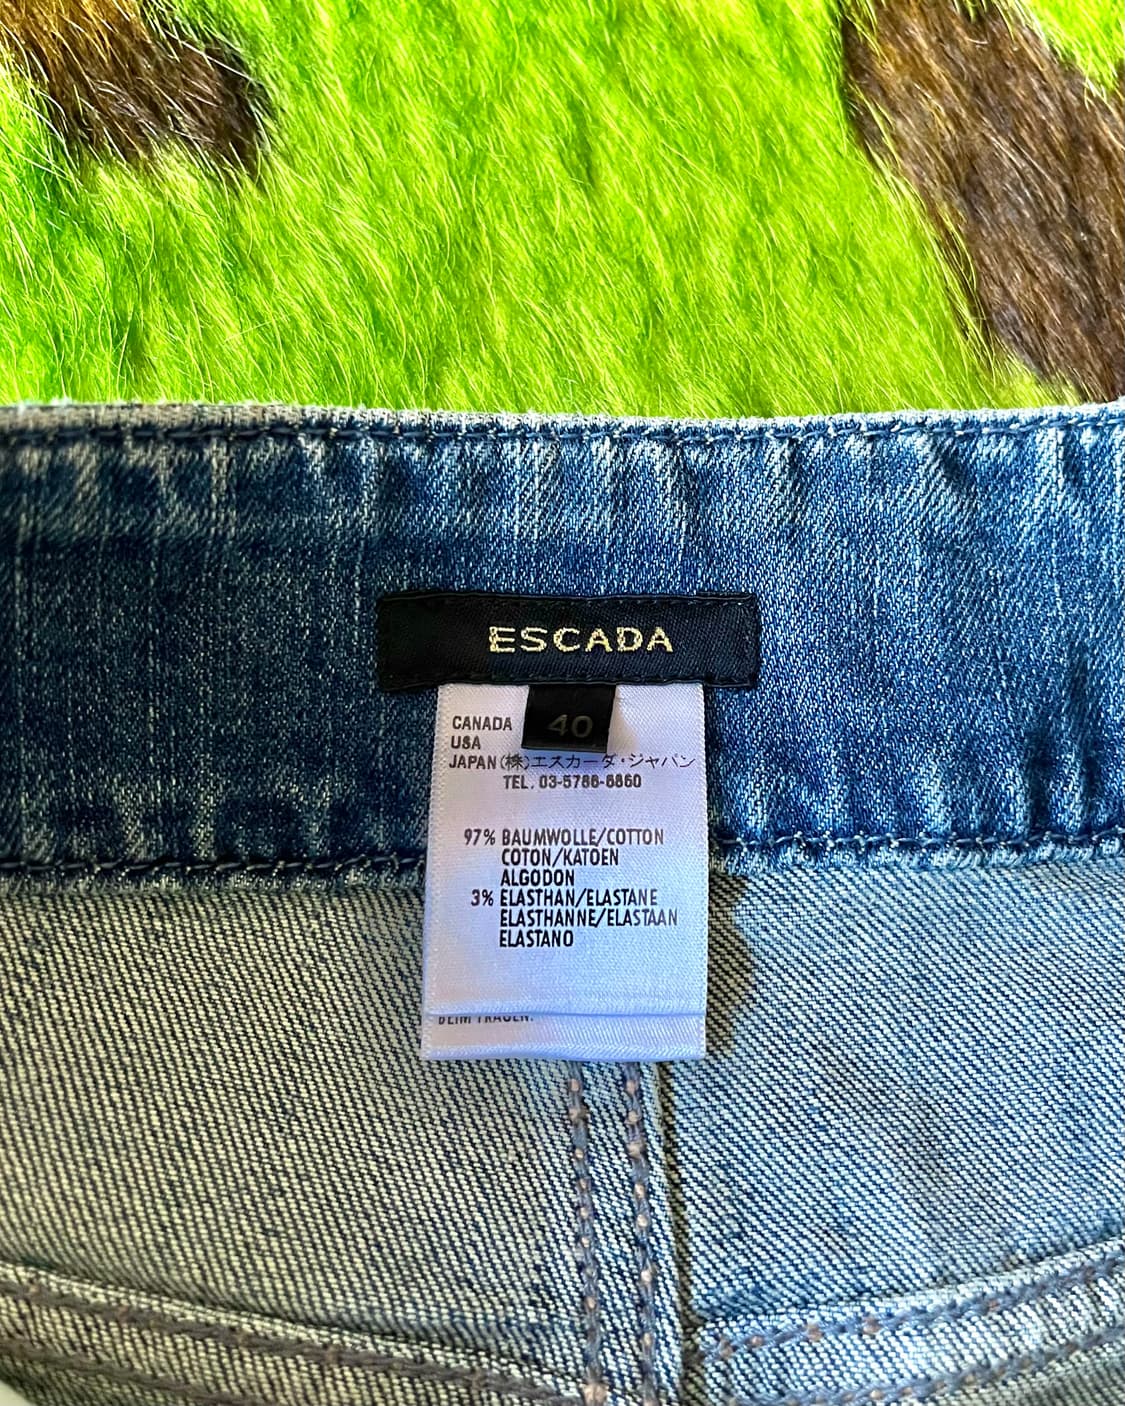 ESCADA
40
CANADA
USA
JAPAN (株)エスカーダ・ジャパン
TEL. 03-5786-8860
97% BAUMWOLLE/COTTON
COTON/KATOEN
ALGODON
3% ELASTHAN/ELASTANE
ELASTHANNE/ELASTAAN
ELASTANO
BEIM TRAGEN.